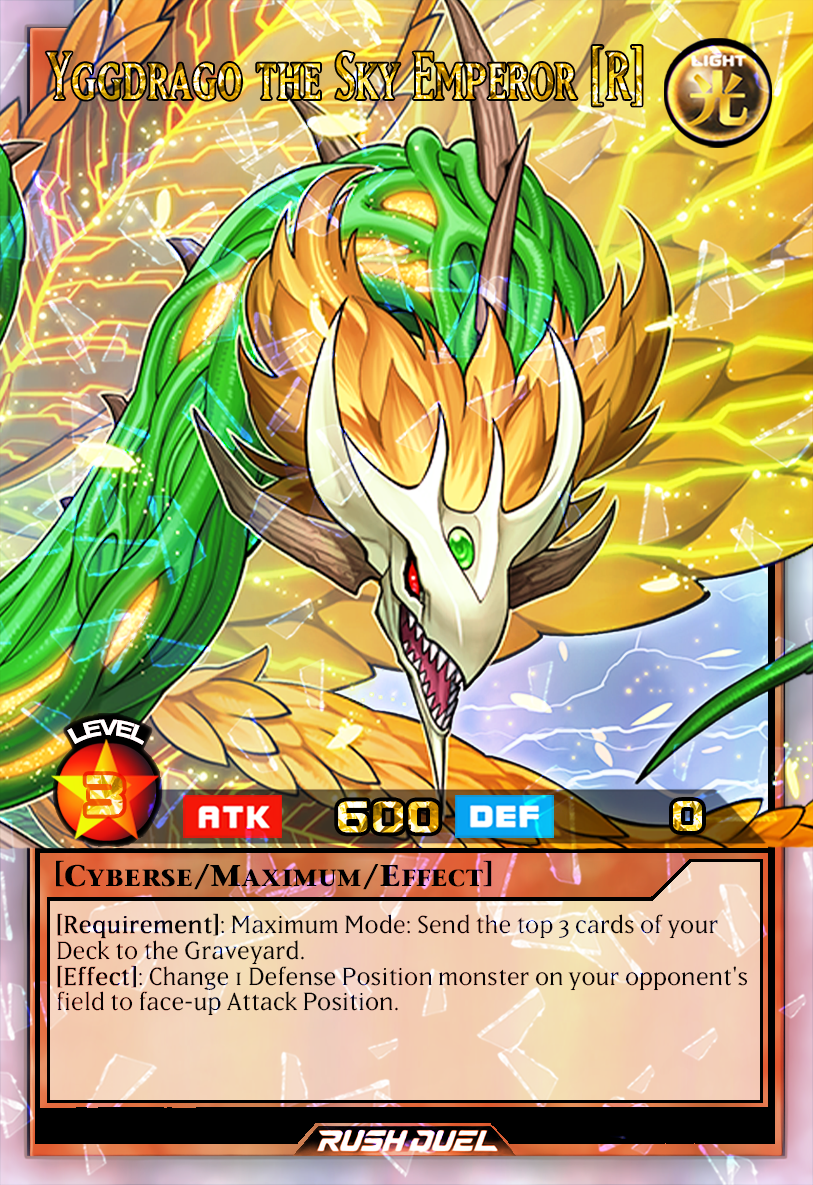 Yggdrago the Sky Emperor [R]
LIGHT
光
LEVEL
3
ATK 600 DEF 0
[Cyberse/Maximum/Effect]
[Requirement]: Maximum Mode: Send the top 3 cards of your
Deck to the Graveyard.
[Effect]: Change 1 Defense Position monster on your opponent's
field to face-up Attack Position.
RUSH DUEL